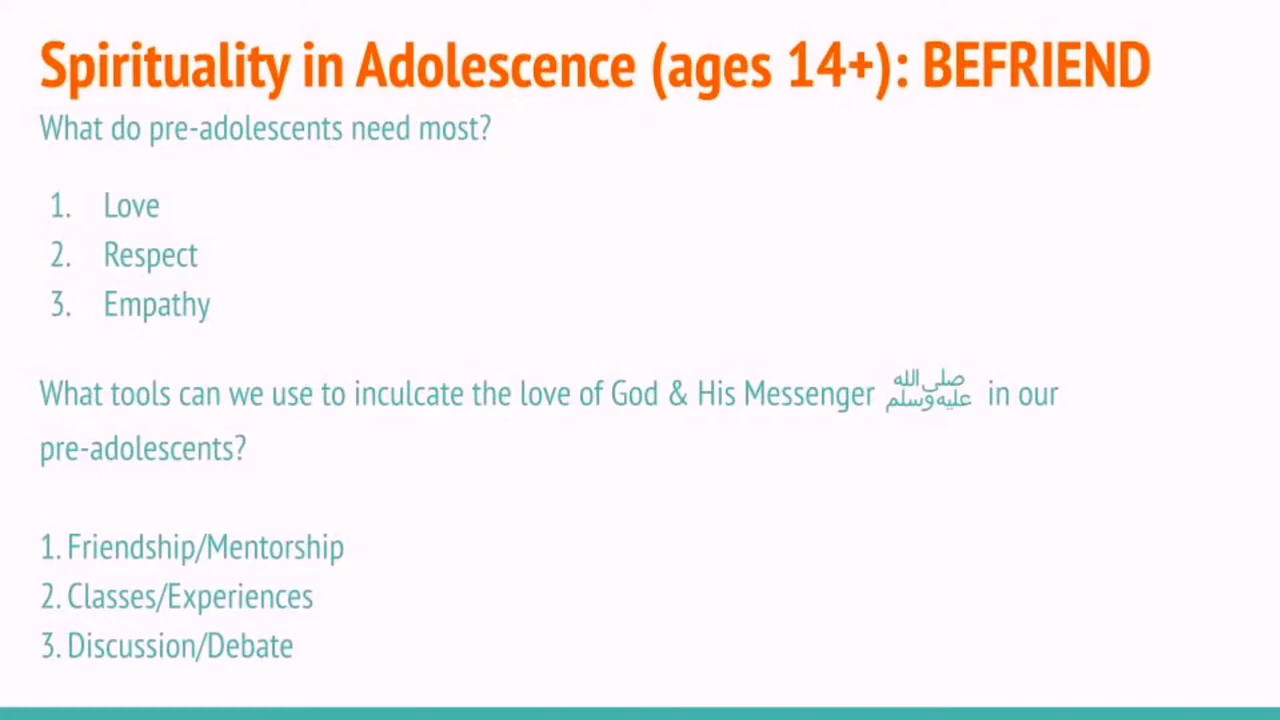 Spirituality in Adolescence (ages 14+): BEFRIEND
What do pre-adolescents need most?
1. Love
2. Respect
3. Empathy
What tools can we use to inculcate the love of God & His Messenger ﷺ in our
pre-adolescents?
1. Friendship/Mentorship
2. Classes/Experiences
3. Discussion/Debate